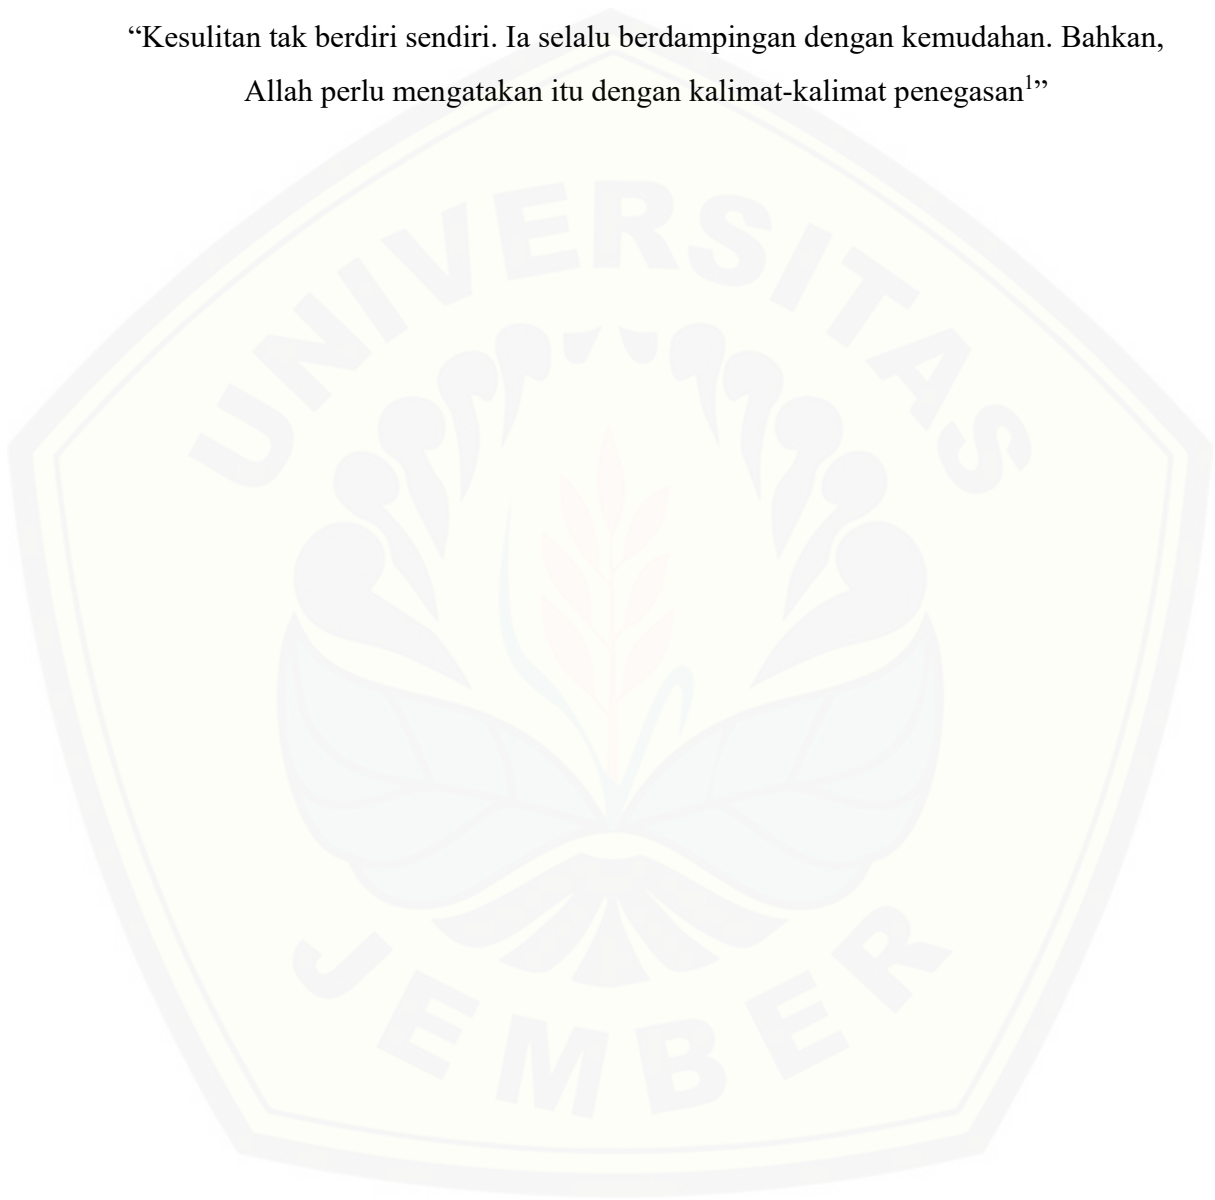 “Kesulitan tak berdiri sendiri. Ia selalu berdampingan dengan kemudahan. Bahkan,
Allah perlu mengatakan itu dengan kalimat-kalimat penegasan¹”
UNIVERSITAS
JEMBER